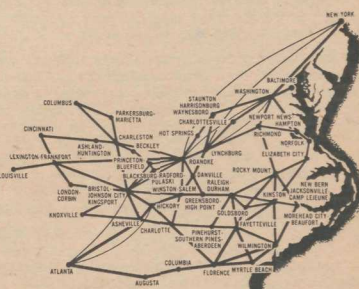 NEW YORK
BALTIMORE
WASHINGTON
STAUNTON
HARRISONBURG
WAYNESBORO
CHARLOTTESVILLE
COLUMBUS
PARKERSBURG-
MARIETTA
NEWPORT NEWS
HAMPTON
HOT SPRINGS
RICHMOND
CINCINNATI
CHARLESTON
NORFOLK
BECKLEY
ASHLAND-
HUNTINGTON
LYNCHBURG
ELIZABETH CITY
LEXINGTON-FRANKFORT
PRINCETON-
BLUEFIELD
ROANOKE
OUISVILLE
DANVILLE
ROCKY MOUNT
BLACKSBURG-RADFORD-
PULASKI
RALEIGH-
DURHAM
LONDON-
CORBIN
BRISTOL
JOHNSON CITY
KINGSPORT
WINSTON-SALEM
NEW BERN
JACKSONVILLE
CAMP LEJEUNE
KINSTON
GREENSBORO-
HIGH POINT
HICKORY
KNOXVILLE
GOLDSBORO
MOREHEAD CITY-
BEAUFORT
ASHEVILLE
CHARLOTTE
FAYETTEVILLE
PINEHURST-
SOUTHERN PINES-
ABERDEEN
WILMINGTON
ATLANTA
COLUMBIA
AUGUSTA
FLORENCE
MYRTLE BEACH